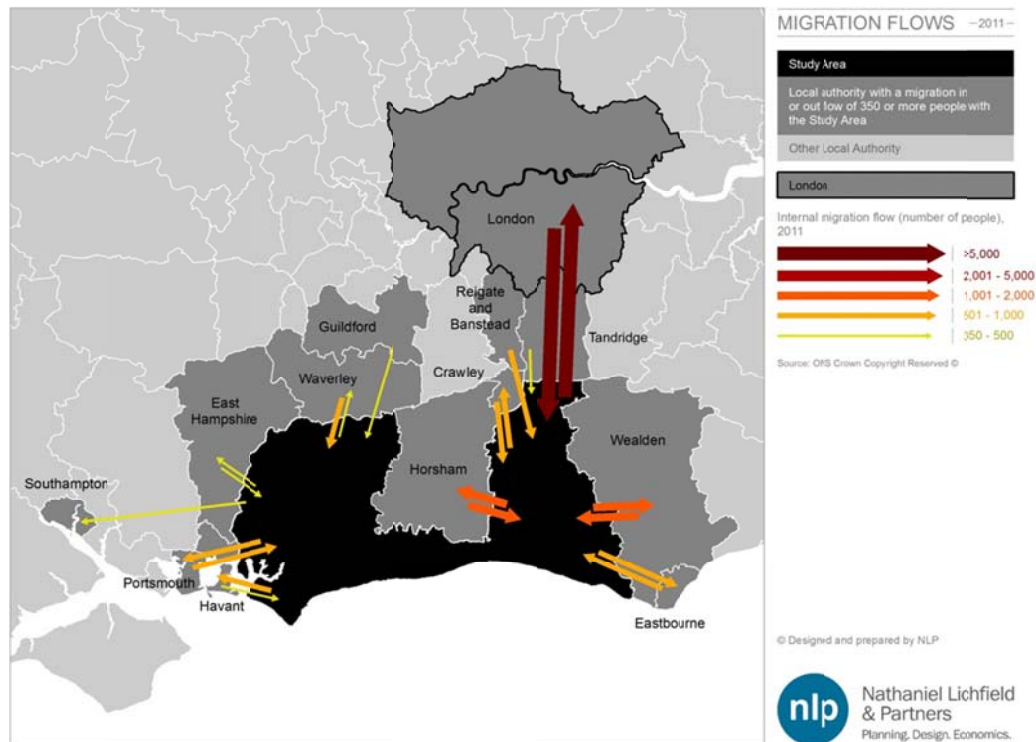 MIGRATION FLOWS –2011–
Study Area
Local authority with a migration in
or out low of 350 or more people with
the Study Area
Other Local Authority
London
Internal nigration flow (number of people),
2011
>5,000
2,001 - 5,000
1,001 - 2,000
501 - 1,000
350 - 500
Source: ONS Crown Copyright Reserved ©
London
Reigate
and
Banstead
Tandridge
Guildford
Crawley
Waverley
East
Hampshire
Wealden
Horsham
Southampton
Portsmouth
Havant
Eastbourne
© Designed and prepared by NLP
nlp
Nathaniel Lichfield
& Partners
Planning. Design. Economics.